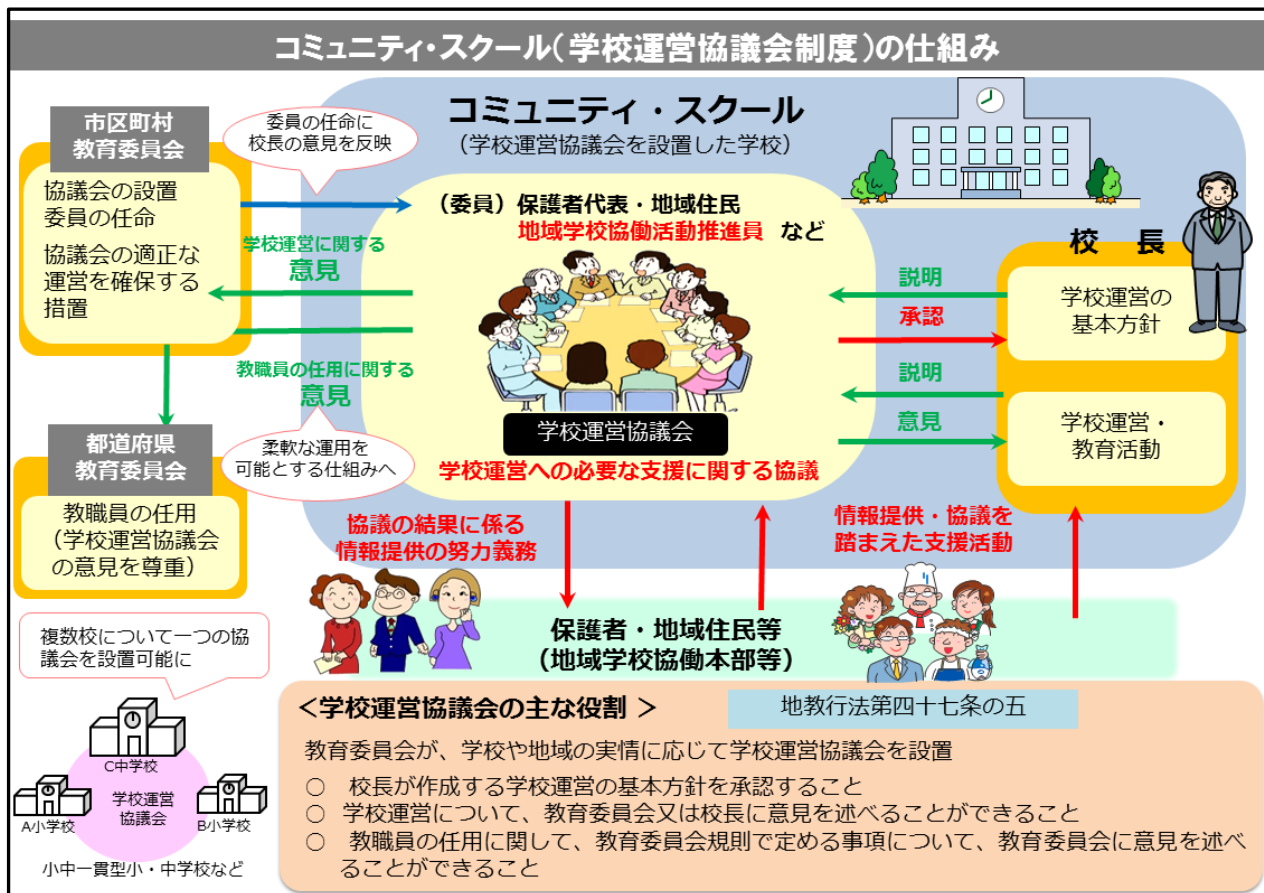 コミュニティ・スクール(学校運営協議会制度)の仕組み
コミュニティ・スクール
(学校運営協議会を設置した学校)
市区町村
教育委員会
協議会の設置
委員の任命
協議会の適正な
運営を確保する
措置
委員の任命に
校長の意見を反映
(委員)保護者代表・地域住民
地域学校協働活動推進員 など
学校運営に関する
意見
教職員の任用に関する
意見
柔軟な運用を
可能とする仕組みへ
都道府県
教育委員会
教職員の任用
(学校運営協議会
の意見を尊重)
学校運営協議会
学校運営への必要な支援に関する協議
校 長
説明
承認
学校運営の
基本方針
説明
意見
学校運営・
教育活動
協議の結果に係る
情報提供の努力義務
情報提供・協議を
踏まえた支援活動
保護者・地域住民等
(地域学校協働本部等)
複数校について一つの協
議会を設置可能に
C中学校
A小学校
学校運営
協議会
B小学校
小中一貫型小・中学校など
<学校運営協議会の主な役割 >
地教行法第四十七条の五
教育委員会が、学校や地域の実情に応じて学校運営協議会を設置
○ 校長が作成する学校運営の基本方針を承認すること
○ 学校運営について、教育委員会又は校長に意見を述べることができること
○ 教職員の任用に関して、教育委員会規則で定める事項について、教育委員会に意見を述べ
ることができること